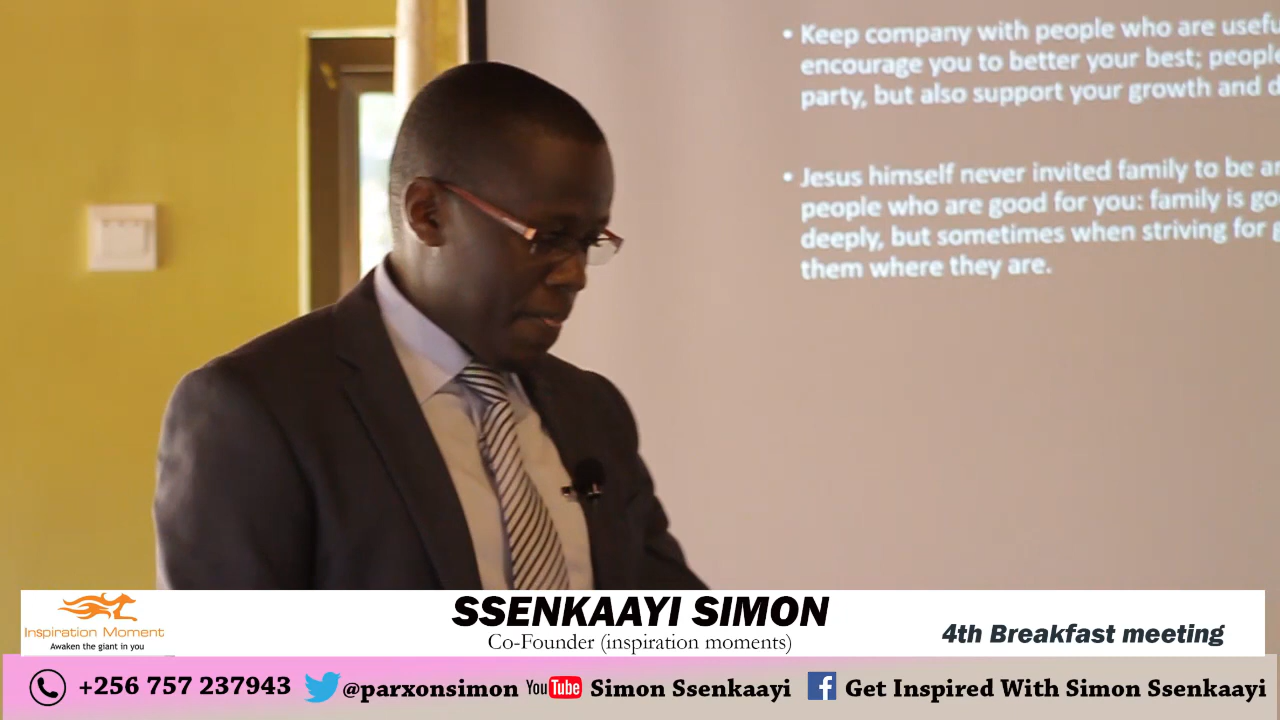 • Keep company with people who are
encourage you to better your best;
party, but also support your growth and
• Jesus himself never invited family to be
people who are good for you: family is
deeply, but sometimes when striving for
them where they are.
Inspiration Moment
Awaken the giant in you
SSENKAAYI SIMON
Co-Founder (inspiration moments)
4th Breakfast meeting
+256 757 237943 @parxonsimon YouTube Simon Ssenkaayi f Get Inspired With Simon Ssenkaayi